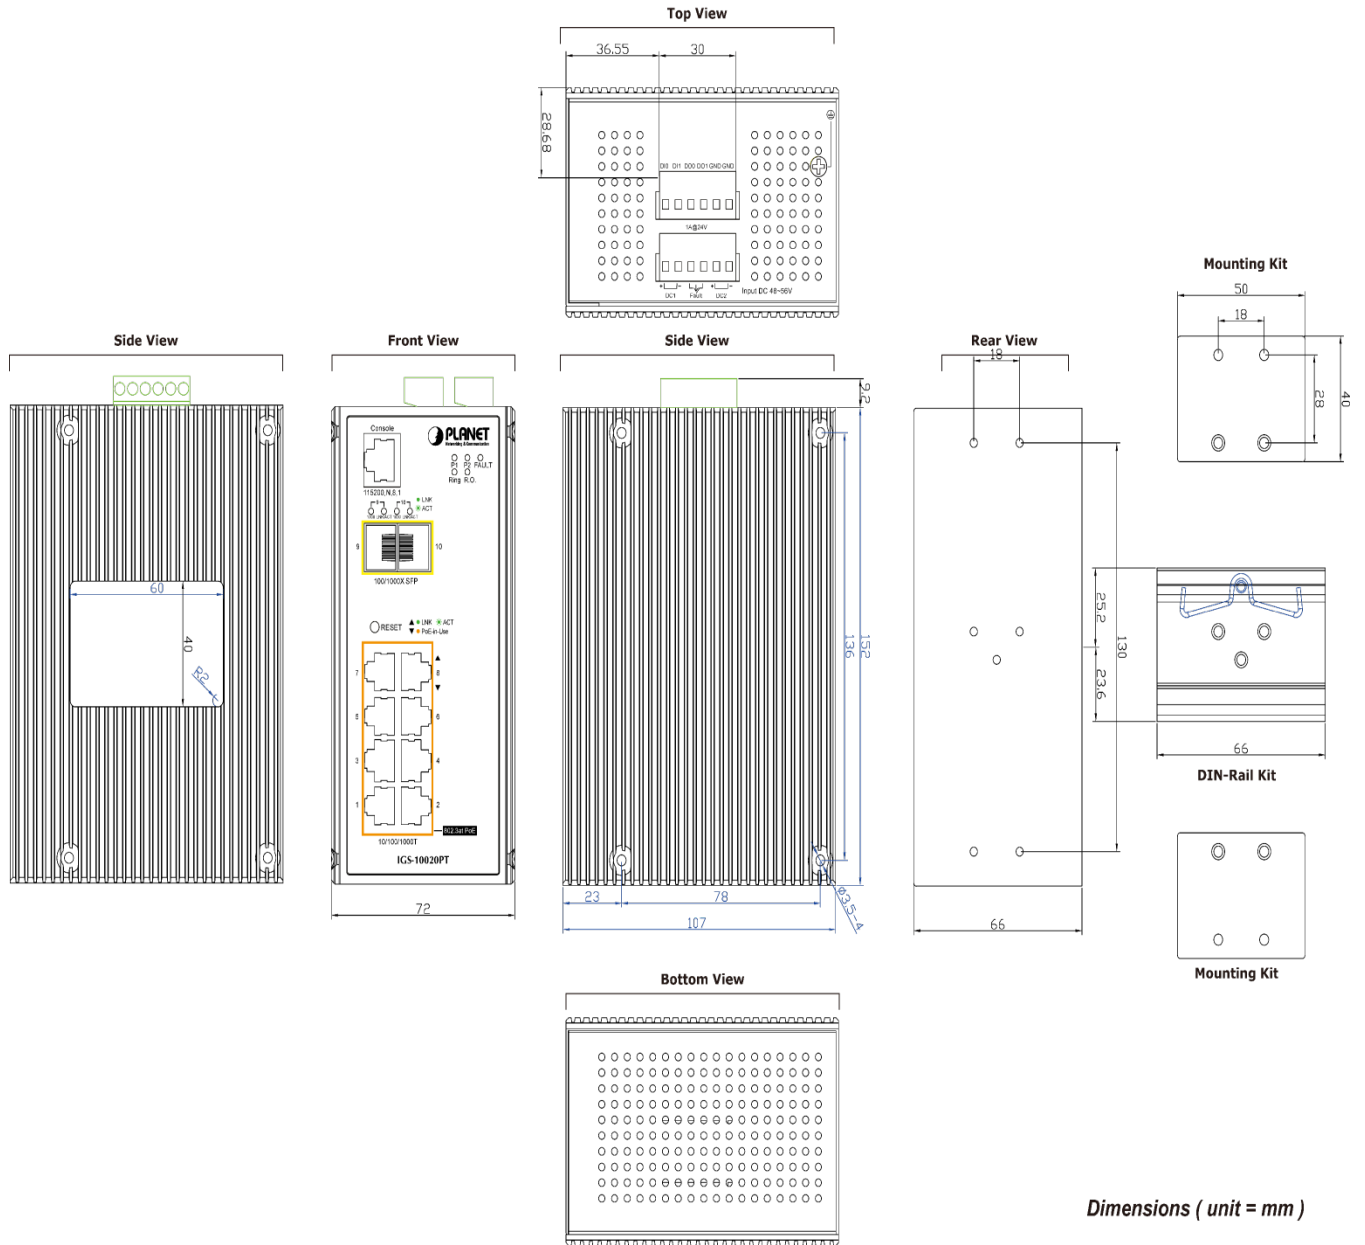 Top View
36.55
30
28.68
DI0 DI1 DO0 DO1 GND GND
1A@24V
DC1
Fault
DC2
Input DC 48~56V
Mounting Kit
50
18
28
40
Side View
60
40
R2
Front View
Console
PLANET
Networking & Communication
P1 P2 FAULT
Ring R.O.
115200,N,8,1
LNK
ACT
9
10
100/1000X SFP
RESET
LNK ACT
PoE-in-Use
7
8
5
6
3
4
1
2
802.3at PoE
10/100/1000T
IGS-10020PT
72
Side View
9.2
136
152
23
78
107
Ø3.5-4
Rear View
18
130
66
25.2
23.6
66
DIN-Rail Kit
Mounting Kit
Bottom View
Dimensions ( unit = mm )